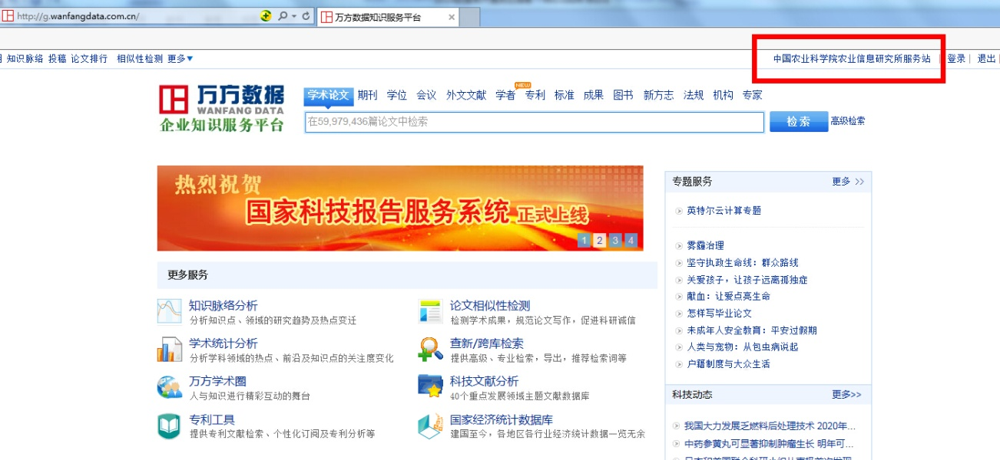 http://g.wanfangdata.com.cn/
万方数据知识服务平台
知识脉络 投稿 论文排行 相似性检测 更多
中国农业科学院农业信息研究所服务站 | 登录 | 退出
万方数据
WANFANG DATA
企业知识服务平台
学术论文 期刊 学位 会议 外文文献 学者 专利 标准 成果 图书 新方志 法规 机构 专家
NEW
在59,979,436篇论文中检索
检索
高级检索
热烈祝贺
国家科技报告服务系统 正式上线
1 2 3 4
更多服务
知识脉络分析
分析知识点、领域的研究趋势及热点变迁
论文相似性检测
检测学术成果，规范论文写作，促进科研诚信
学术统计分析
分析学科领域的热点、前沿及知识点的关注度变化
查新/跨库检索
提供高级、专业检索，导出，推荐检索词等
万方学术圈
人与知识进行精彩互动的舞台
科技文献分析
40个重点发展领域主题文献数据库
专利工具
提供专利文献检索、个性化订阅及专利分析等
国家经济统计数据库
建国至今，各地区各行业经济统计数据一览无余
专题服务
更多 >>
英特尔云计算专题
雾霾治理
坚守执政生命线：群众路线
关爱孩子，让孩子远离孤独症
献血：让爱点亮生命
怎样写毕业论文
未成年人安全教育：平安过假期
人类与宠物：从包虫病说起
户籍制度与大众生活
科技动态
更多>>
我国大力发展乏燃料后处理技术 2020年...
中药参黄丸可显著抑制肿瘤生长 明年可...